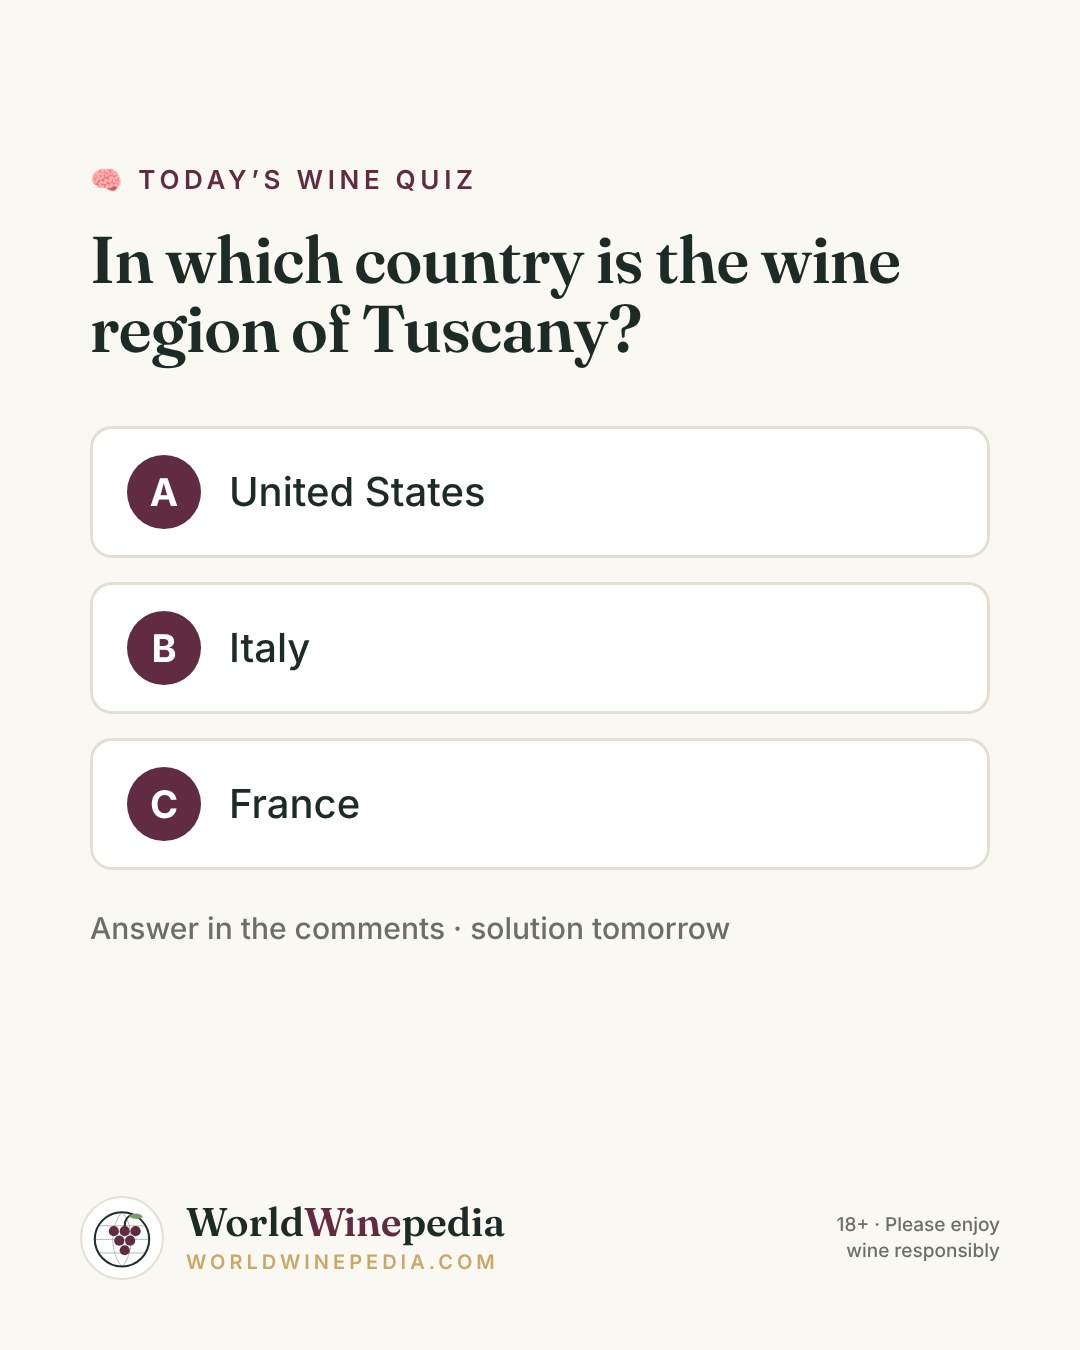 🧠 TODAY’S WINE QUIZ
In which country is the wine
region of Tuscany?
A United States
B Italy
C France
Answer in the comments · solution tomorrow
WorldWinepedia
WORLDWINEPEDIA.COM
18+ · Please enjoy
wine responsibly